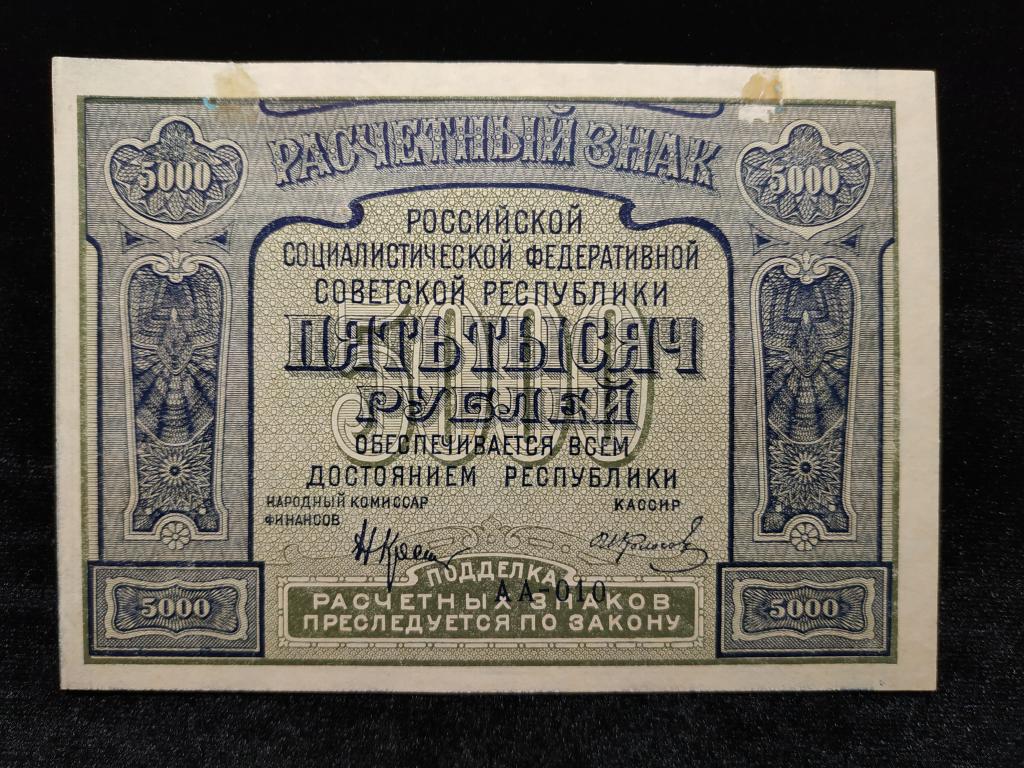 РАСЧЕТНЫЙ ЗНАК
5000 5000
РОССИЙСКОЙ
СОЦИАЛИСТИЧЕСКОЙ ФЕДЕРАТИВНОЙ
СОВЕТСКОЙ РЕСПУБЛИКИ
5000
ПЯТЬ ТЫСЯЧ
РУБЛЕЙ
ОБЕСПЕЧИВАЕТСЯ ВСЕМ
ДОСТОЯНИЕМ РЕСПУБЛИКИ
НАРОДНЫЙ КОМИССАР
ФИНАНСОВ
КАССИР
ПОДДЕЛКА
АА-010
РАСЧЕТНЫХ ЗНАКОВ
ПРЕСЛЕДУЕТСЯ ПО ЗАКОНУ
5000 5000